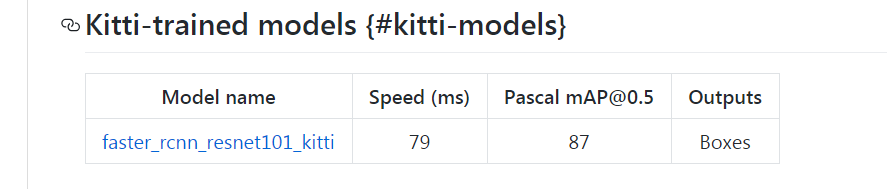 Kitti-trained models {#kitti-models}
Model name Speed (ms) Pascal mAP@0.5 Outputs
faster_rcnn_resnet101_kitti 79 87 Boxes